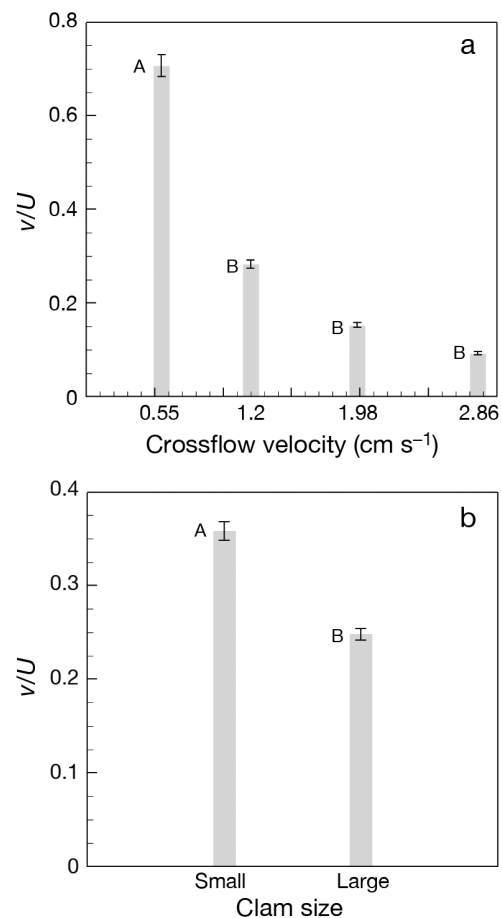 a
0.8
0.6
0.4
0.2
0
v/U
A
B
B
B
0.55 1.2 1.98 2.86
Crossflow velocity (cm s⁻¹)
b
0.4
0.3
0.2
0.1
0
v/U
A
B
Small Large
Clam size